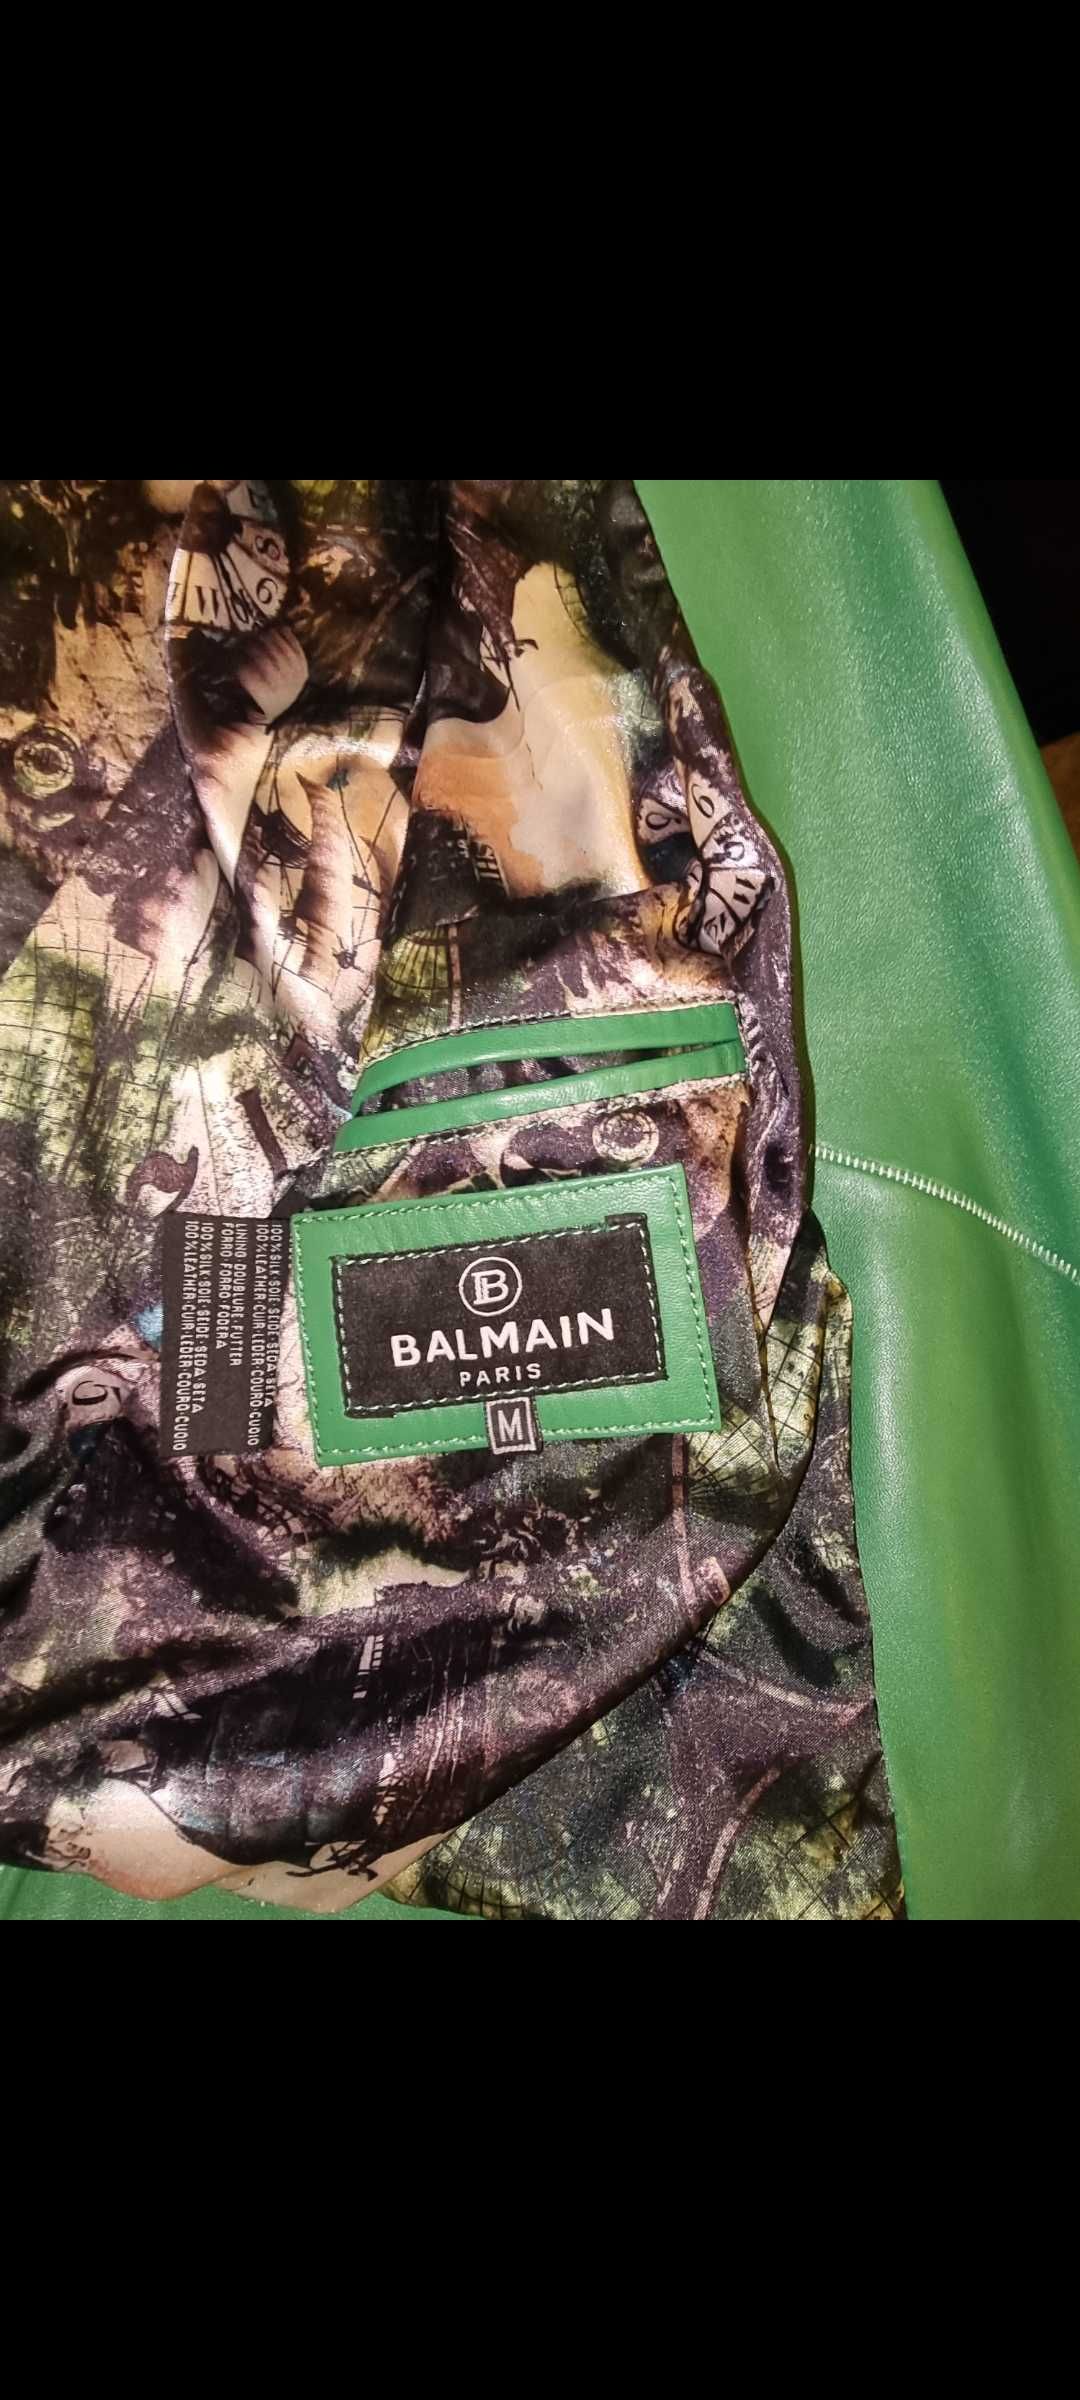 B
BALMAIN
PARIS
M
100%SILK·SOIE·SEIDE·SEDA·SETA
100%LEATHER·CUIR·LEDER·COURO·CUOIO
LINING DOUBLURE·FUTTER
FORRO·FORRO·FODERA
100%SILK·SOIE·SEIDE·SEDA·SETA
100%LEATHER·CUIR·LEDER·COURO·CUOIO